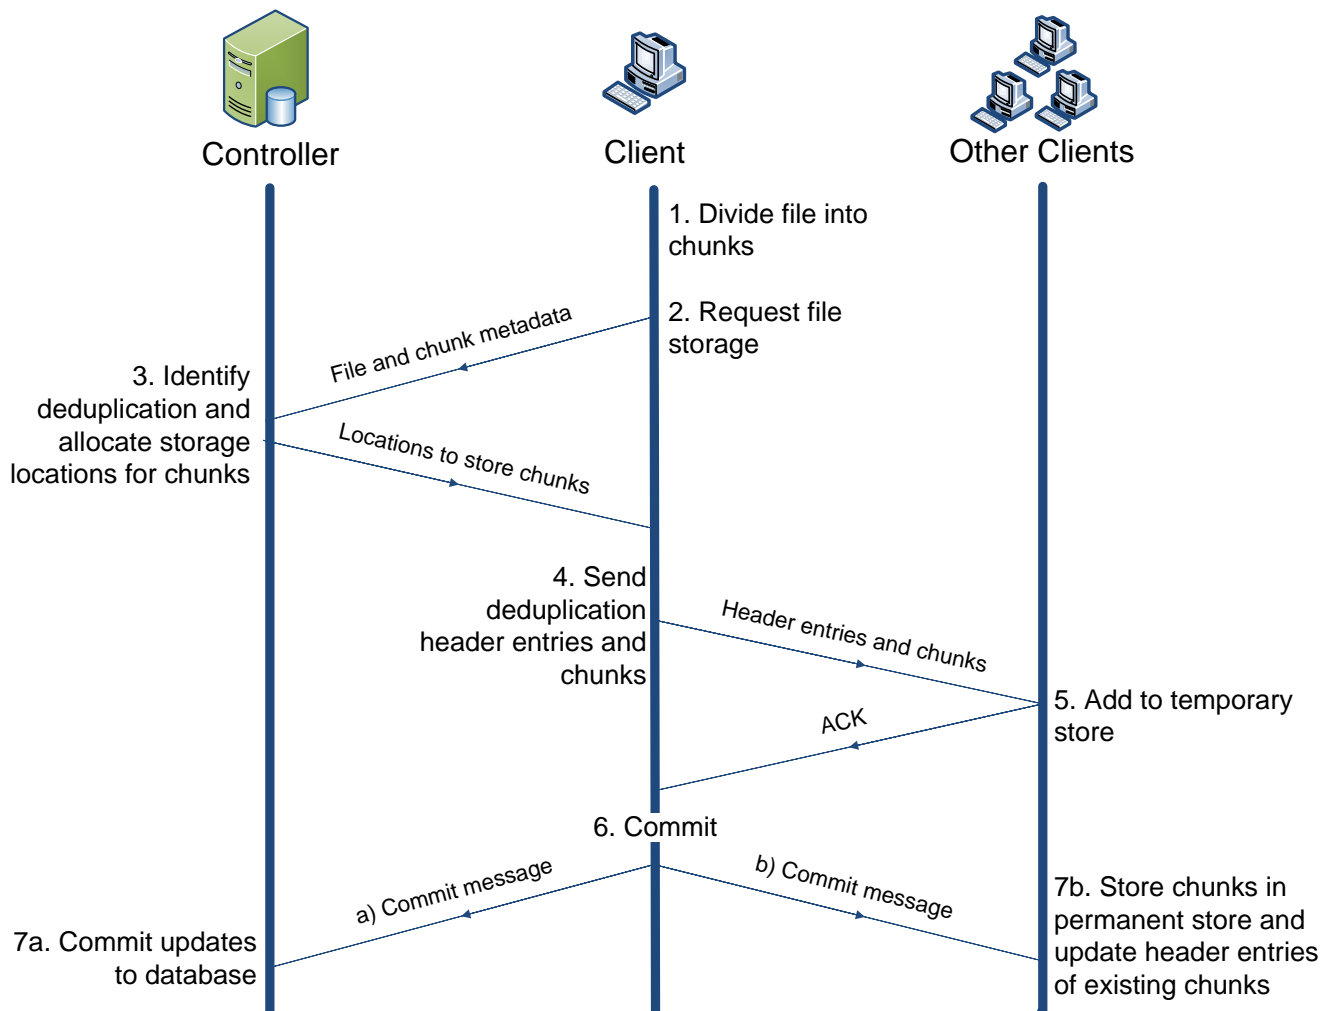 Controller
Client
Other Clients
1. Divide file into
chunks
2. Request file
storage
File and chunk metadata
3. Identify
deduplication and
allocate storage
locations for chunks
Locations to store chunks
4. Send
deduplication
header entries and
chunks
Header entries and chunks
5. Add to temporary
store
ACK
6. Commit
a) Commit message
b) Commit message
7a. Commit updates
to database
7b. Store chunks in
permanent store and
update header entries
of existing chunks